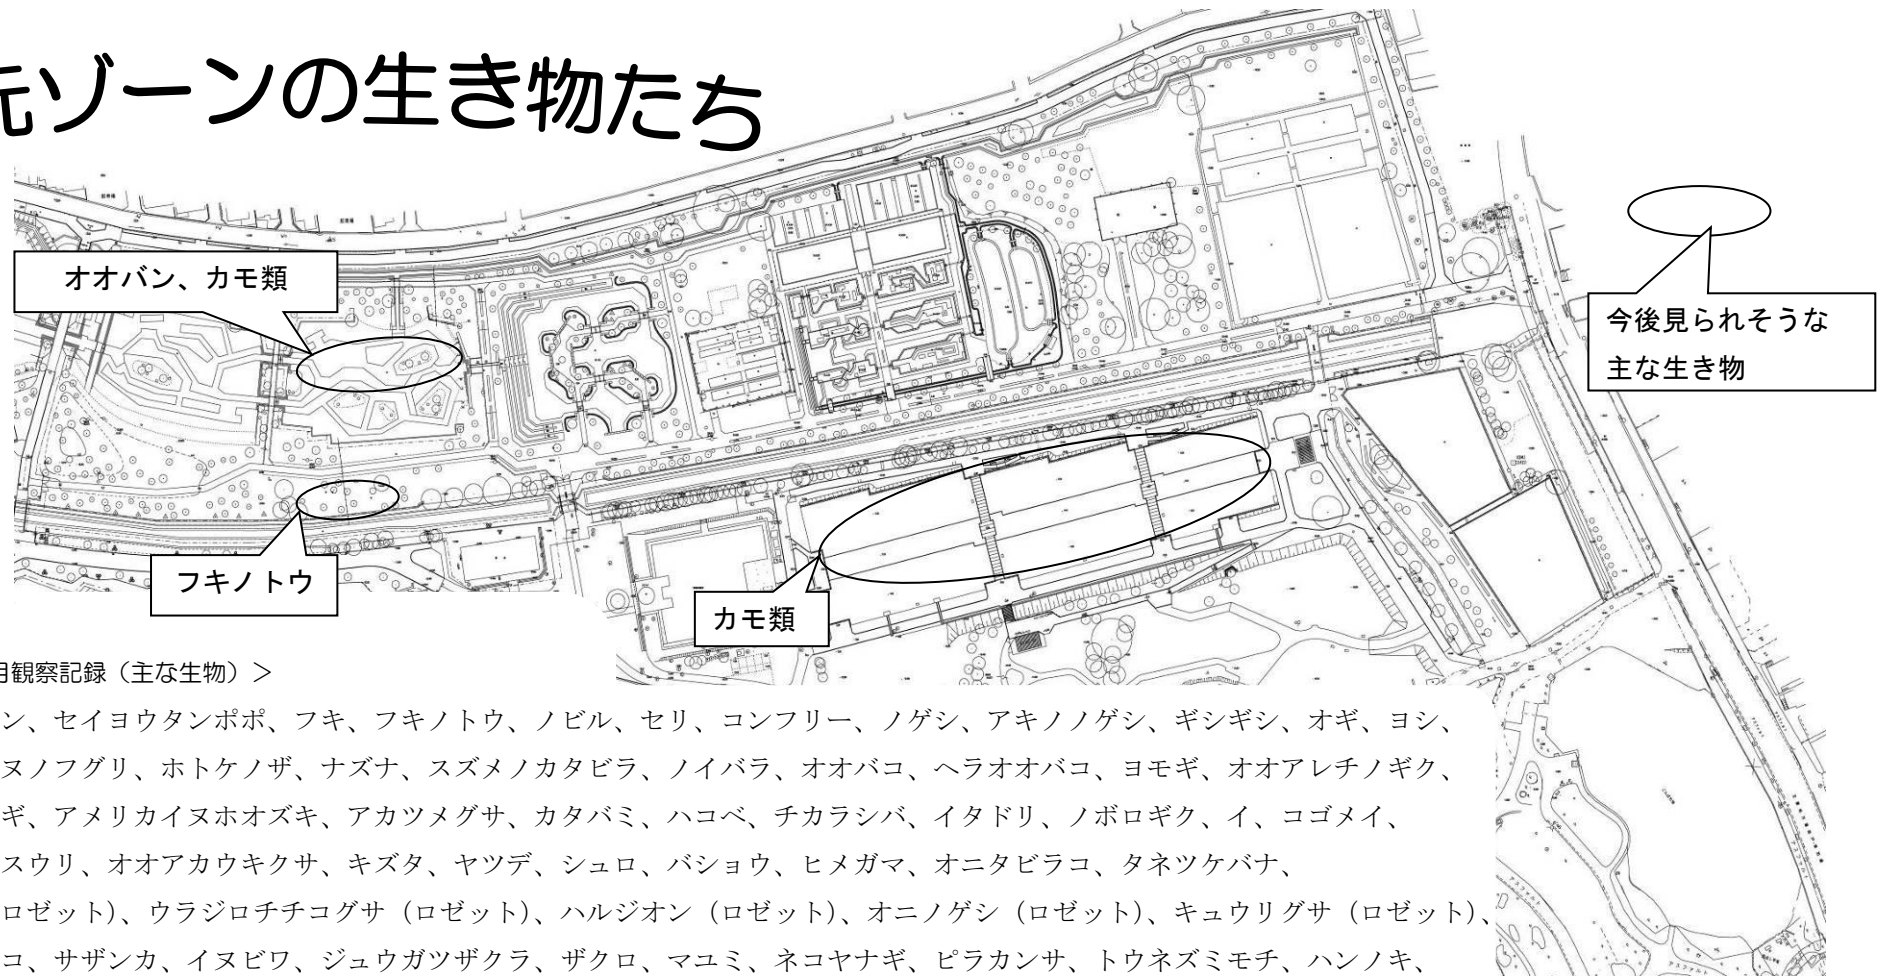 元ゾーンの生き物たち
オオバン、カモ類
今後見られそうな
主な生き物
フキノトウ
カモ類
月観察記録（主な生物）＞
ン、セイヨウタンポポ、フキ、フキノトウ、ノビル、セリ、コンフリー、ノゲシ、アキノノゲシ、ギシギシ、オギ、ヨシ、
ヌノフグリ、ホトケノザ、ナズナ、スズメノカタビラ、ノイバラ、オオバコ、ヘラオオバコ、ヨモギ、オオアレチノギク、
ギ、アメリカイヌホオズキ、アカツメグサ、カタバミ、ハコベ、チカラシバ、イタドリ、ノボロギク、イ、コゴメイ、
スウリ、オオアカウキクサ、キズタ、ヤツデ、シュロ、バショウ、ヒメガマ、オニタビラコ、タネツケバナ、
ロゼット）、ウラジロチチコグサ（ロゼット）、ハルジオン（ロゼット）、オニノゲシ（ロゼット）、キュウリグサ（ロゼット）、
コ、サザンカ、イヌビワ、ジュウガツザクラ、ザクロ、マユミ、ネコヤナギ、ピラカンサ、トウネズミモチ、ハンノキ、